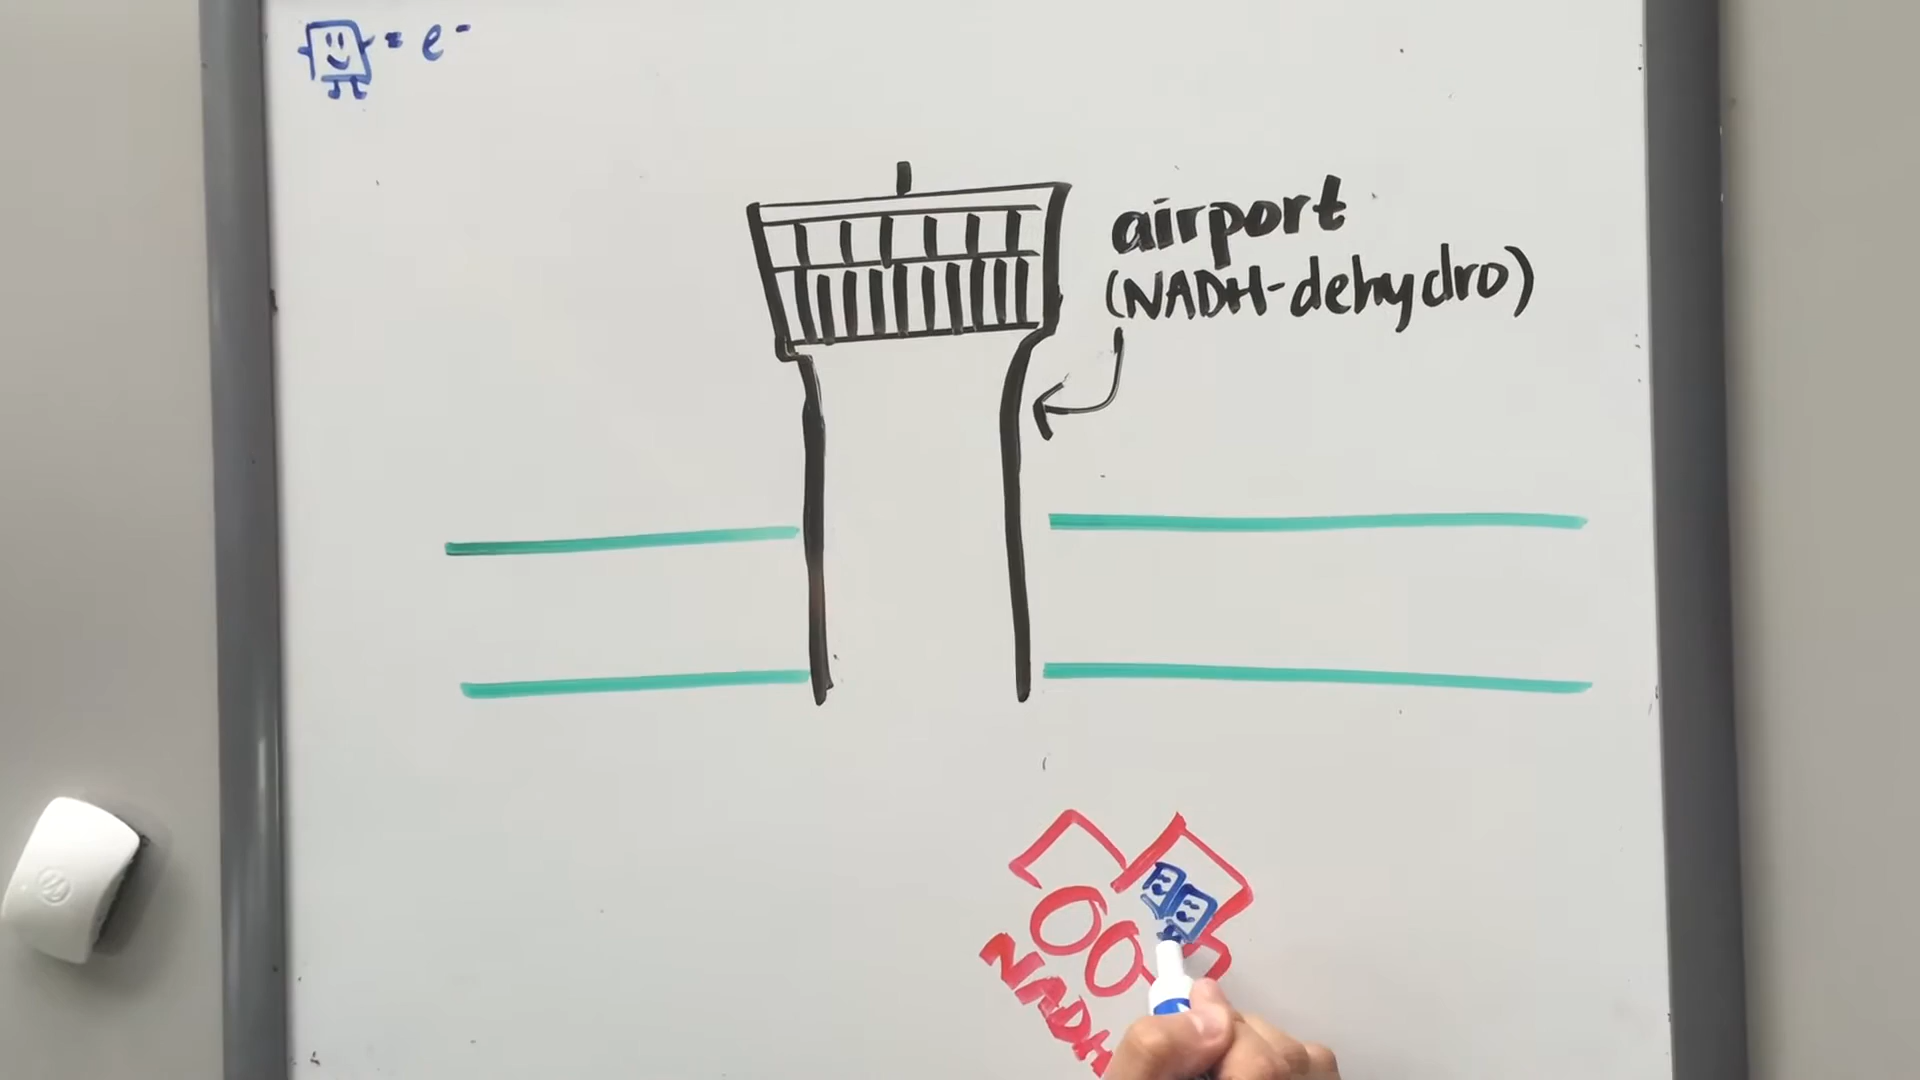 = e⁻
airport
(NADH-dehydro)
NADH